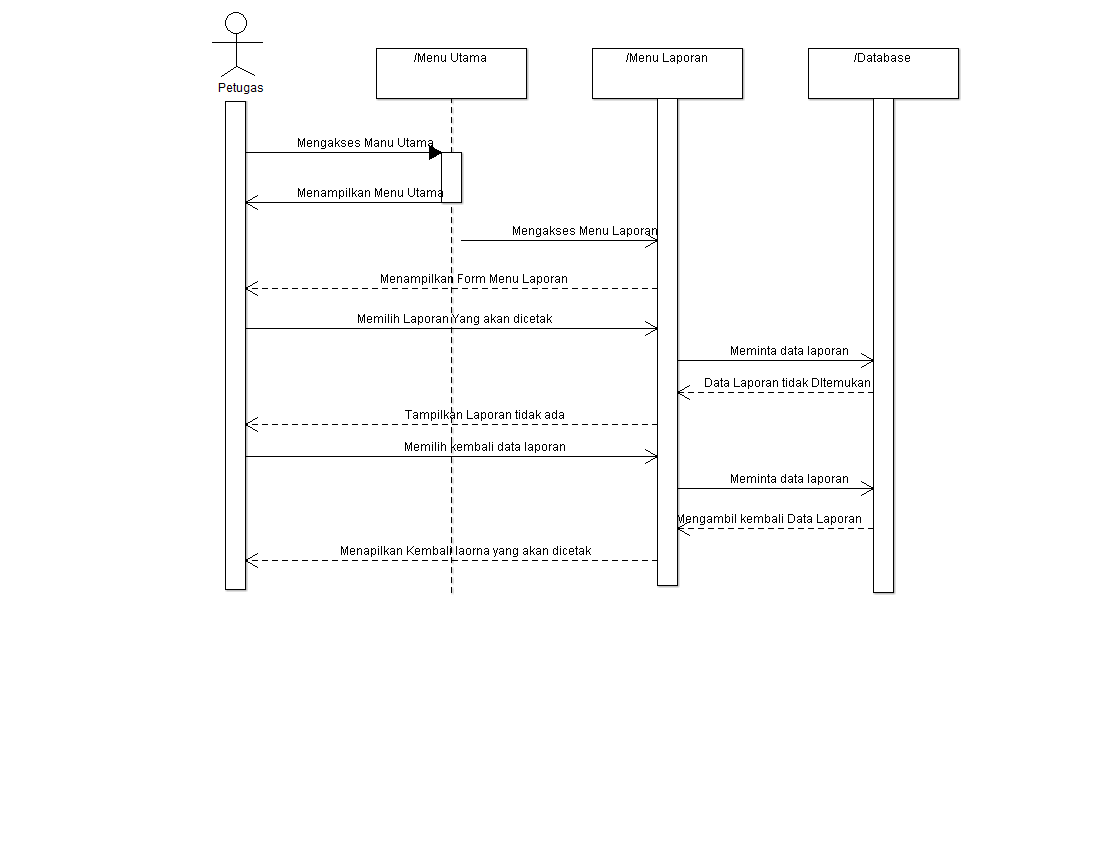 /Menu Utama
/Menu Laporan
/Database
Petugas
Mengakses Manu Utama
Menampilkan Menu Utama
Mengakses Menu Laporan
Menampilkan Form Menu Laporan
Memilih Laporan Yang akan dicetak
Meminta data laporan
Data Laporan tidak DItemukan
Tampilkan Laporan tidak ada
Memilih kembali data laporan
Meminta data laporan
Mengambil kembali Data Laporan
Menapilkan Kembali laorna yang akan dicetak